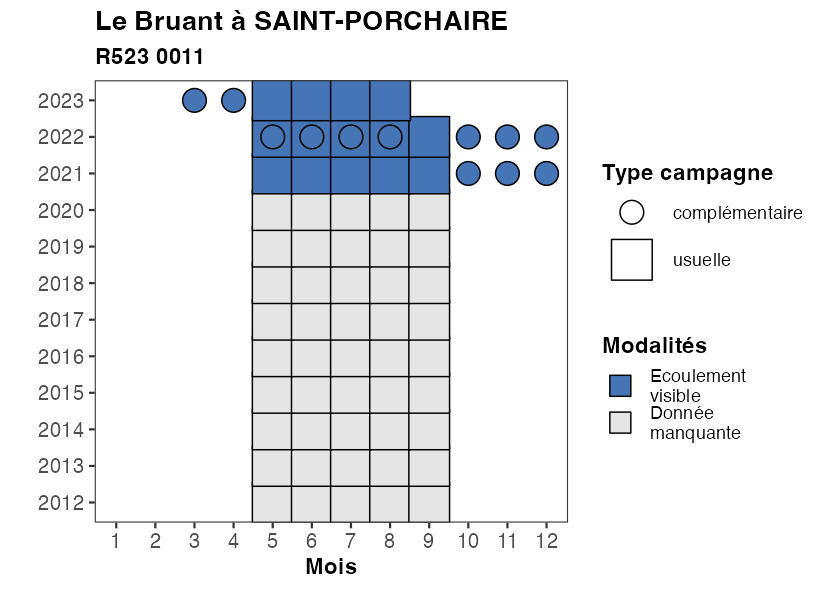 Le Bruant à SAINT-PORCHAIRE
R523 0011
2023
2022
2021
2020
2019
2018
2017
2016
2015
2014
2013
2012
1 2 3 4 5 6 7 8 9 10 11 12
Mois
Type campagne
complémentaire
usuelle
Modalités
Ecoulement
visible
Donnée
manquante